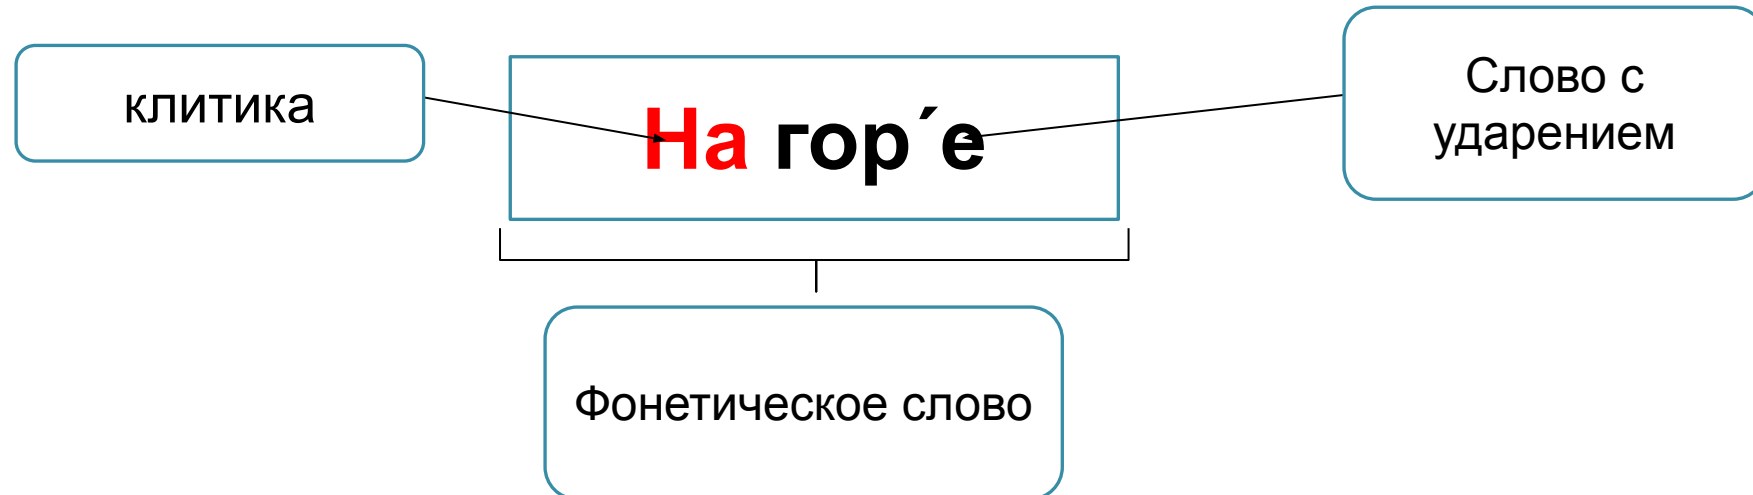 клитика
На гор´е
Слово с
ударением
Фонетическое слово